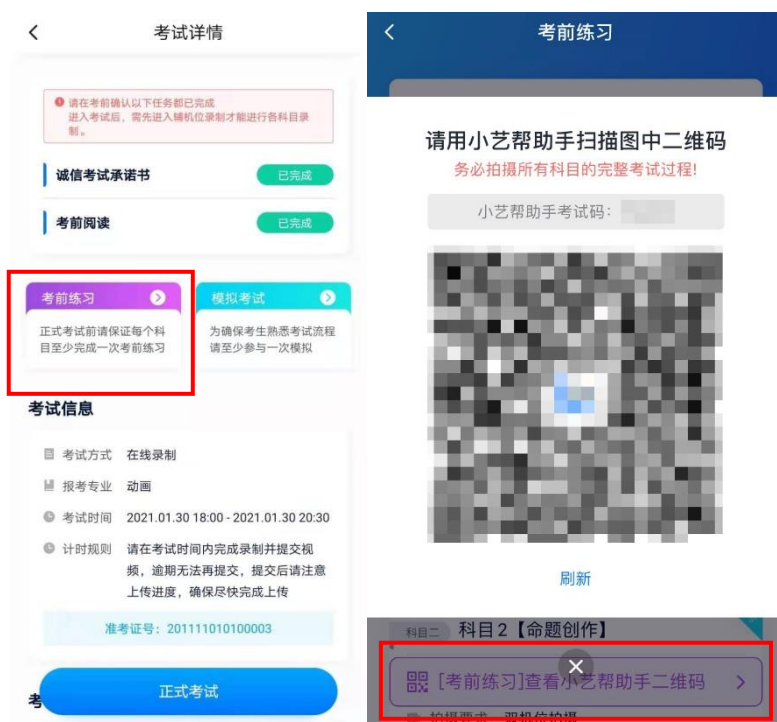 考试详情
请在考前确认以下任务都已完成
进入考试后，需先进入辅机位录制才能进行各科目录
制。
诚信考试承诺书 已完成
考前阅读 已完成
考前练习 模拟考试
正式考试前请保证每个科 为确保考生熟悉考试流程
目至少完成一次考前练习 请至少参与一次模拟
考试信息
考试方式 在线录制
报考专业 动画
考试时间 2021.01.30 18:00 - 2021.01.30 20:30
计时规则 请在考试时间内完成录制并提交视
频，逾期无法再提交，提交后请注意
上传进度，确保尽快完成上传
准考证号：201111010100003
正式考试
考
考前练习
请用小艺帮助手扫描图中二维码
务必拍摄所有科目的完整考试过程!
小艺帮助手考试码：
刷新
科目二 科目2【命题创作】
[考前练习]查看小艺帮助手二维码
拍摄要求 双机位拍摄